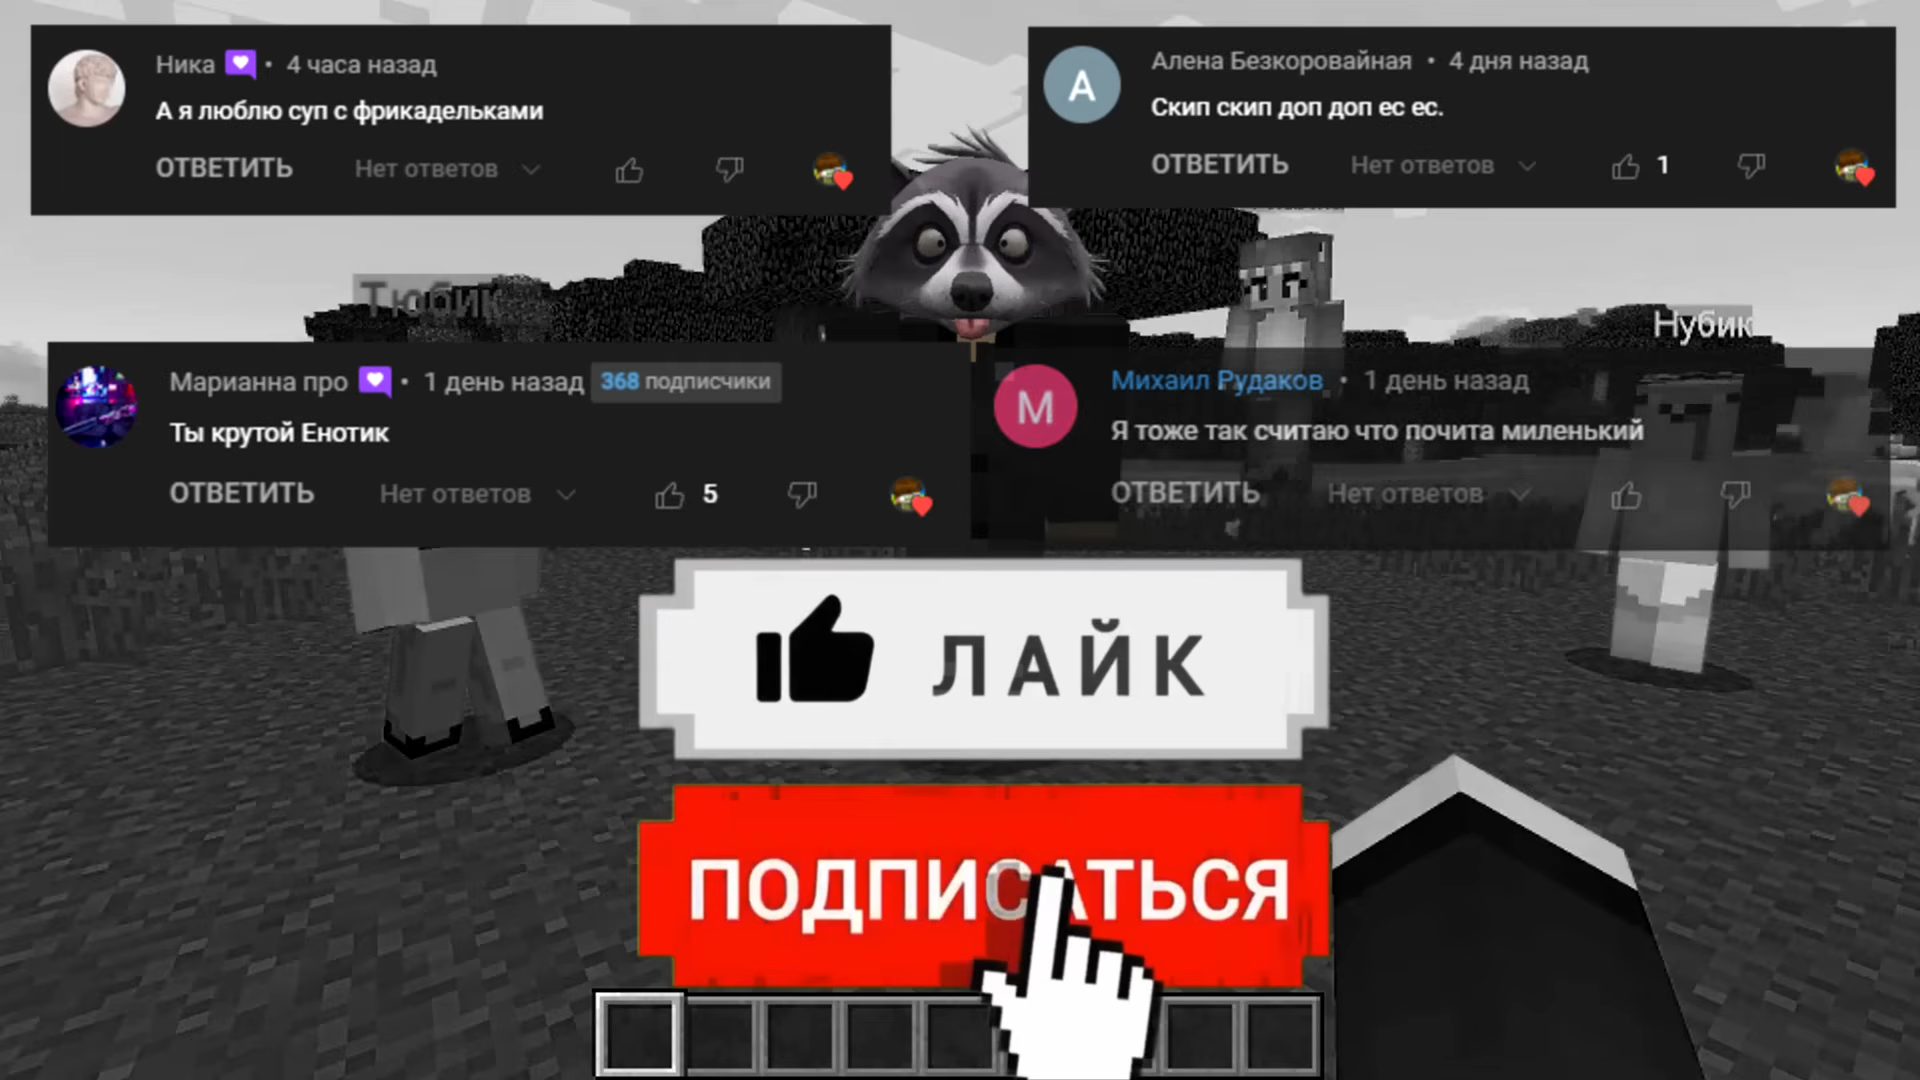 Ника • 4 часа назад
А я люблю суп с фрикадельками
ОТВЕТИТЬ Нет ответов
Алена Безкоровайная • 4 дня назад
Скип скип доп доп ес ес.
ОТВЕТИТЬ Нет ответов 1
Тюбик
Нубик
Марианна про • 1 день назад 368 подписчики
Ты крутой Енотик
ОТВЕТИТЬ Нет ответов 5
М
Михаил Рудаков • 1 день назад
Я тоже так считаю что почита миленький
ОТВЕТИТЬ Нет ответов
А
ЛАЙК
ПОДПИСАТЬСЯ